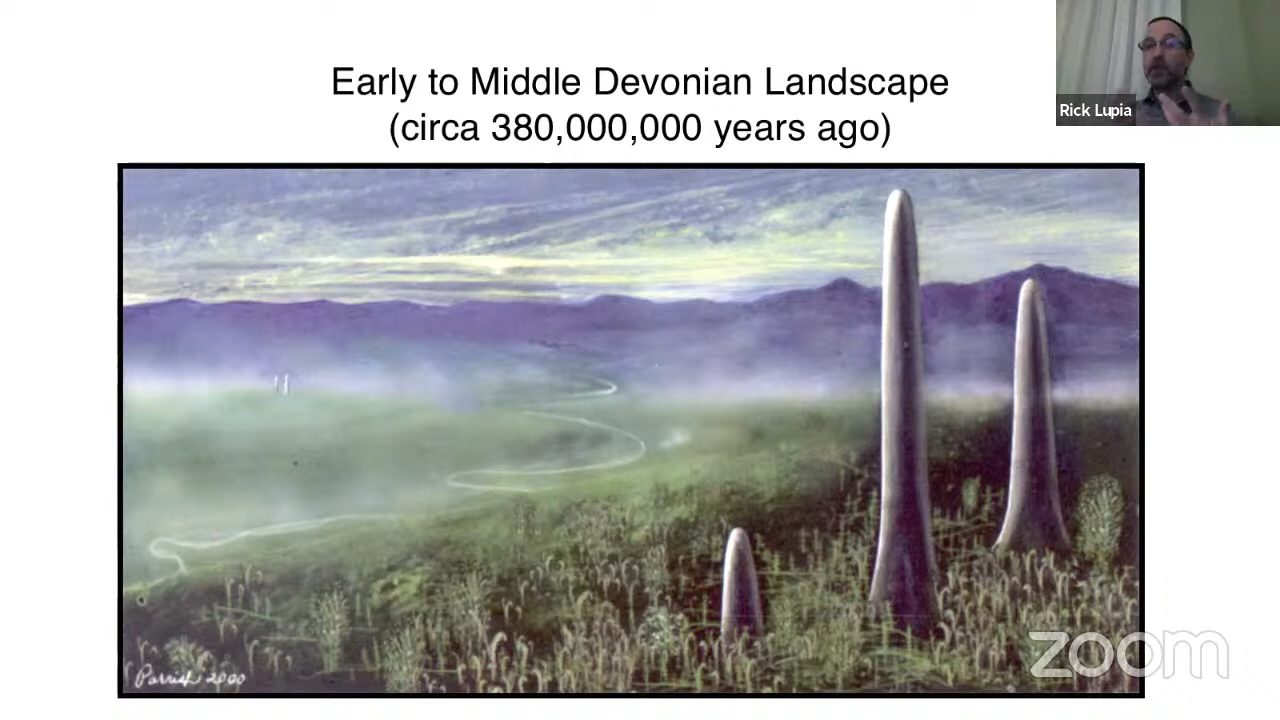 Early to Middle Devonian Landscape
(circa 380,000,000 years ago)
Rick Lupia
Parrish 2000
zoom